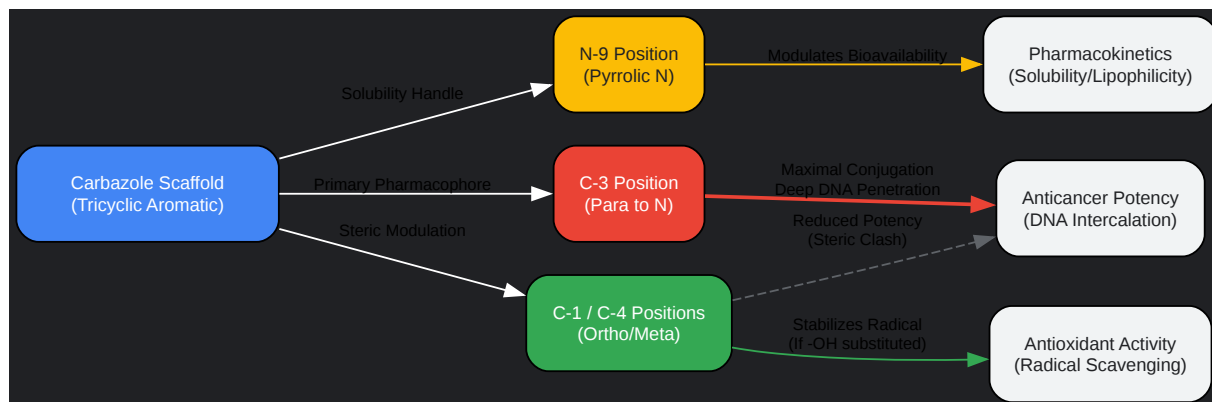 N-9 Position
(Pyrrolic N)
Modulates Bioavailability
Pharmacokinetics
(Solubility/Lipophilicity)
Solubility Handle
Carbazole Scaffold
(Tricyclic Aromatic)
Primary Pharmacophore
C-3 Position
(Para to N)
Maximal Conjugation
Deep DNA Penetration
Anticancer Potency
(DNA Intercalation)
Steric Modulation
Reduced Potency
(Steric Clash)
C-1 / C-4 Positions
(Ortho/Meta)
Stabilizes Radical
(If -OH substituted)
Antioxidant Activity
(Radical Scavenging)